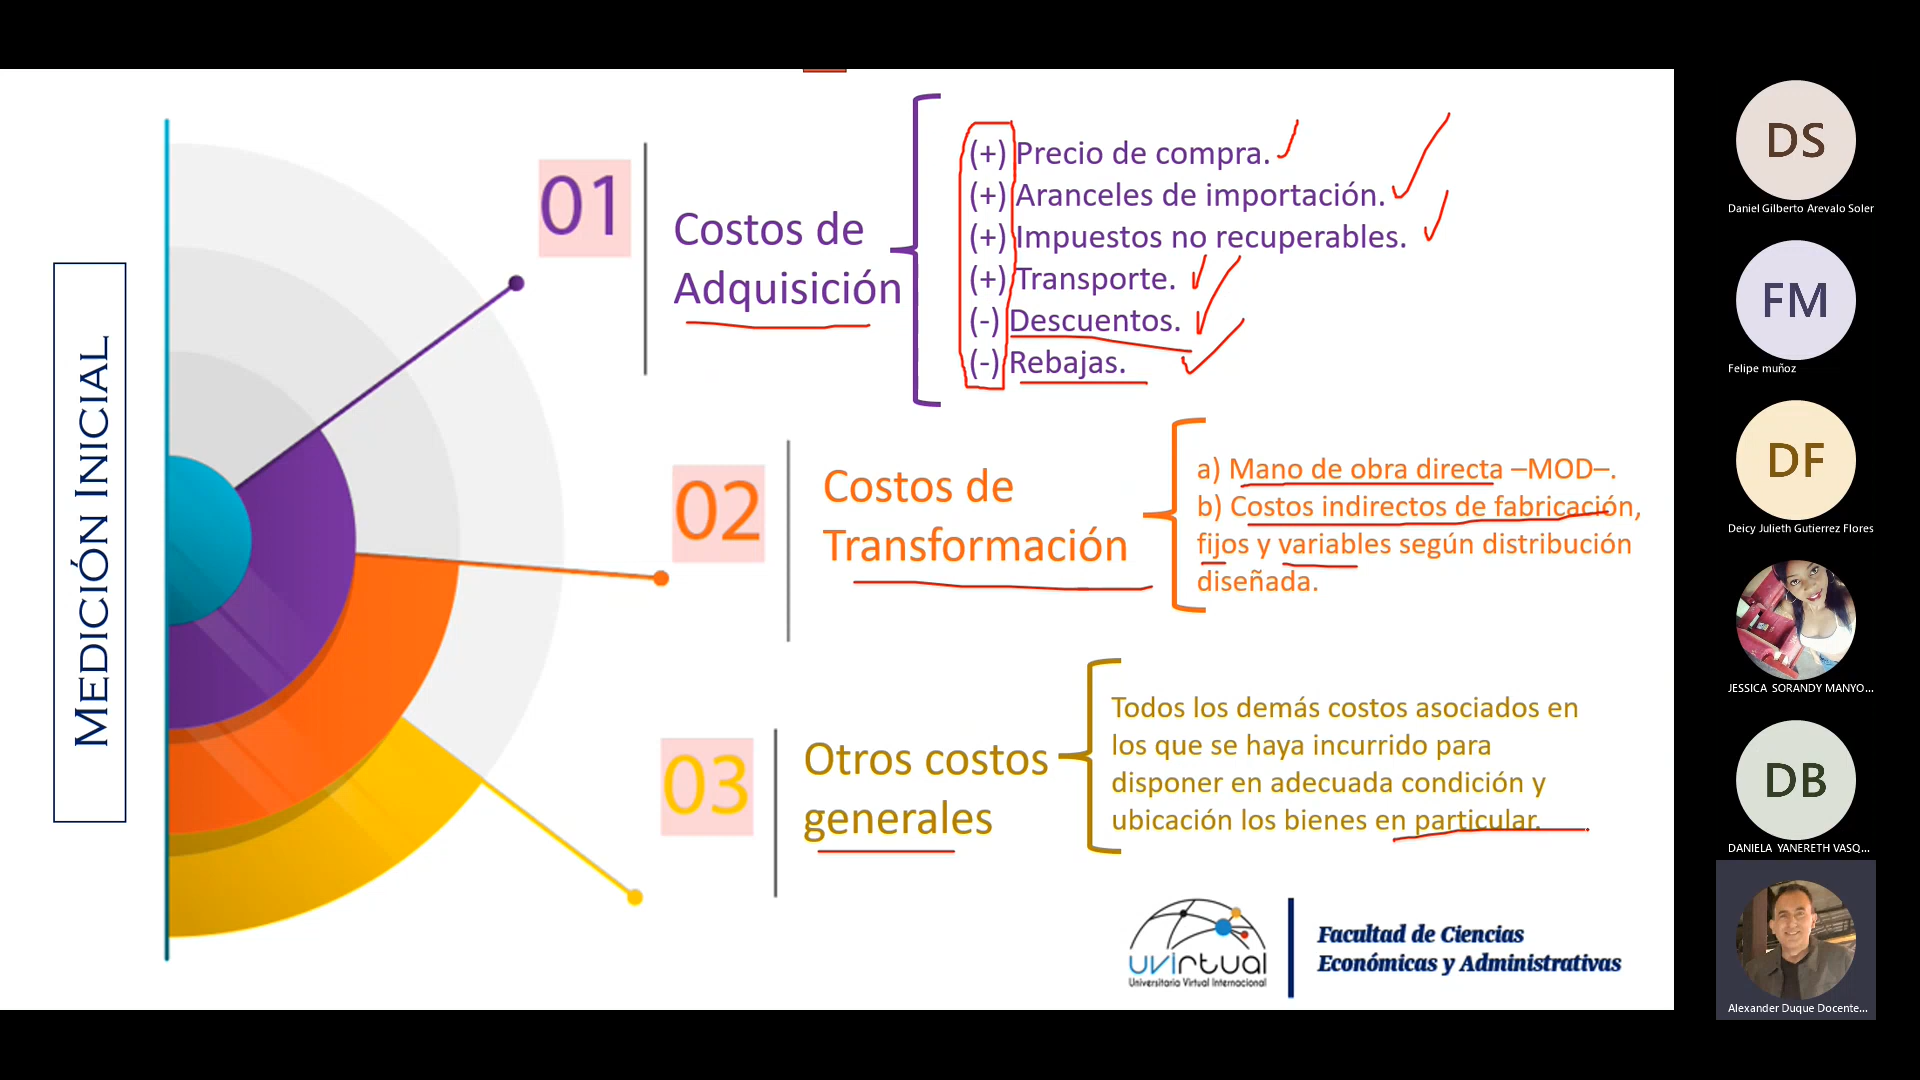 MEDICIÓN INICIAL
01
Costos de
Adquisición
(+) Precio de compra.
(+) Aranceles de importación.
(+) Impuestos no recuperables.
(+) Transporte.
(-) Descuentos.
(-) Rebajas.
02
Costos de
Transformación
a) Mano de obra directa –MOD–.
b) Costos indirectos de fabricación,
fijos y variables según distribución
diseñada.
03
Otros costos
generales
Todos los demás costos asociados en
los que se haya incurrido para
disponer en adecuada condición y
ubicación los bienes en particular.
uvirtual
Universitaria Virtual Internacional
Facultad de Ciencias
Económicas y Administrativas
DS
Daniel Gilberto Arevalo Soler
FM
Felipe muñoz
DF
Deicy Julieth Gutierrez Flores
JESSICA SORANDY MANYO...
DB
DANIELA YANERETH VASQ...
Alexander Duque Docente...